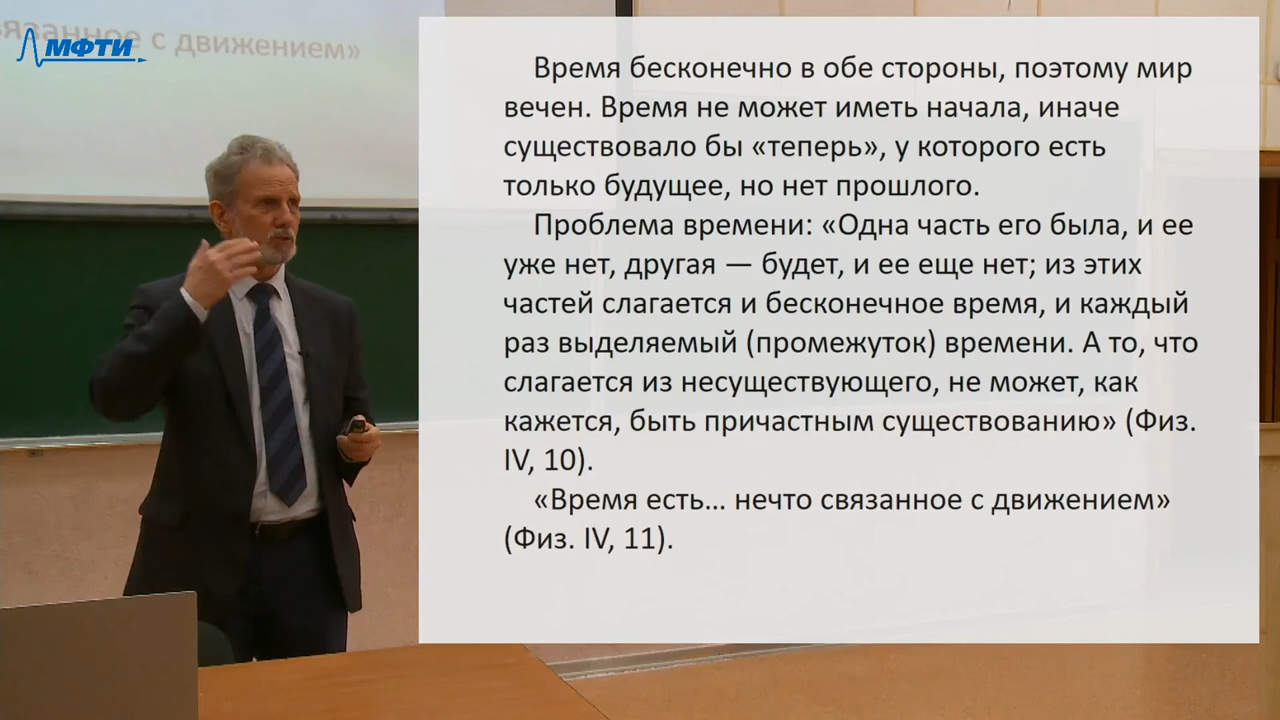 связанное с движением»
МФТИ
Время бесконечно в обе стороны, поэтому мир
вечен. Время не может иметь начала, иначе
существовало бы «теперь», у которого есть
только будущее, но нет прошлого.
Проблема времени: «Одна часть его была, и ее
уже нет, другая — будет, и ее еще нет; из этих
частей слагается и бесконечное время, и каждый
раз выделяемый (промежуток) времени. А то, что
слагается из несуществующего, не может, как
кажется, быть причастным существованию» (Физ.
IV, 10).
«Время есть... нечто связанное с движением»
(Физ. IV, 11).